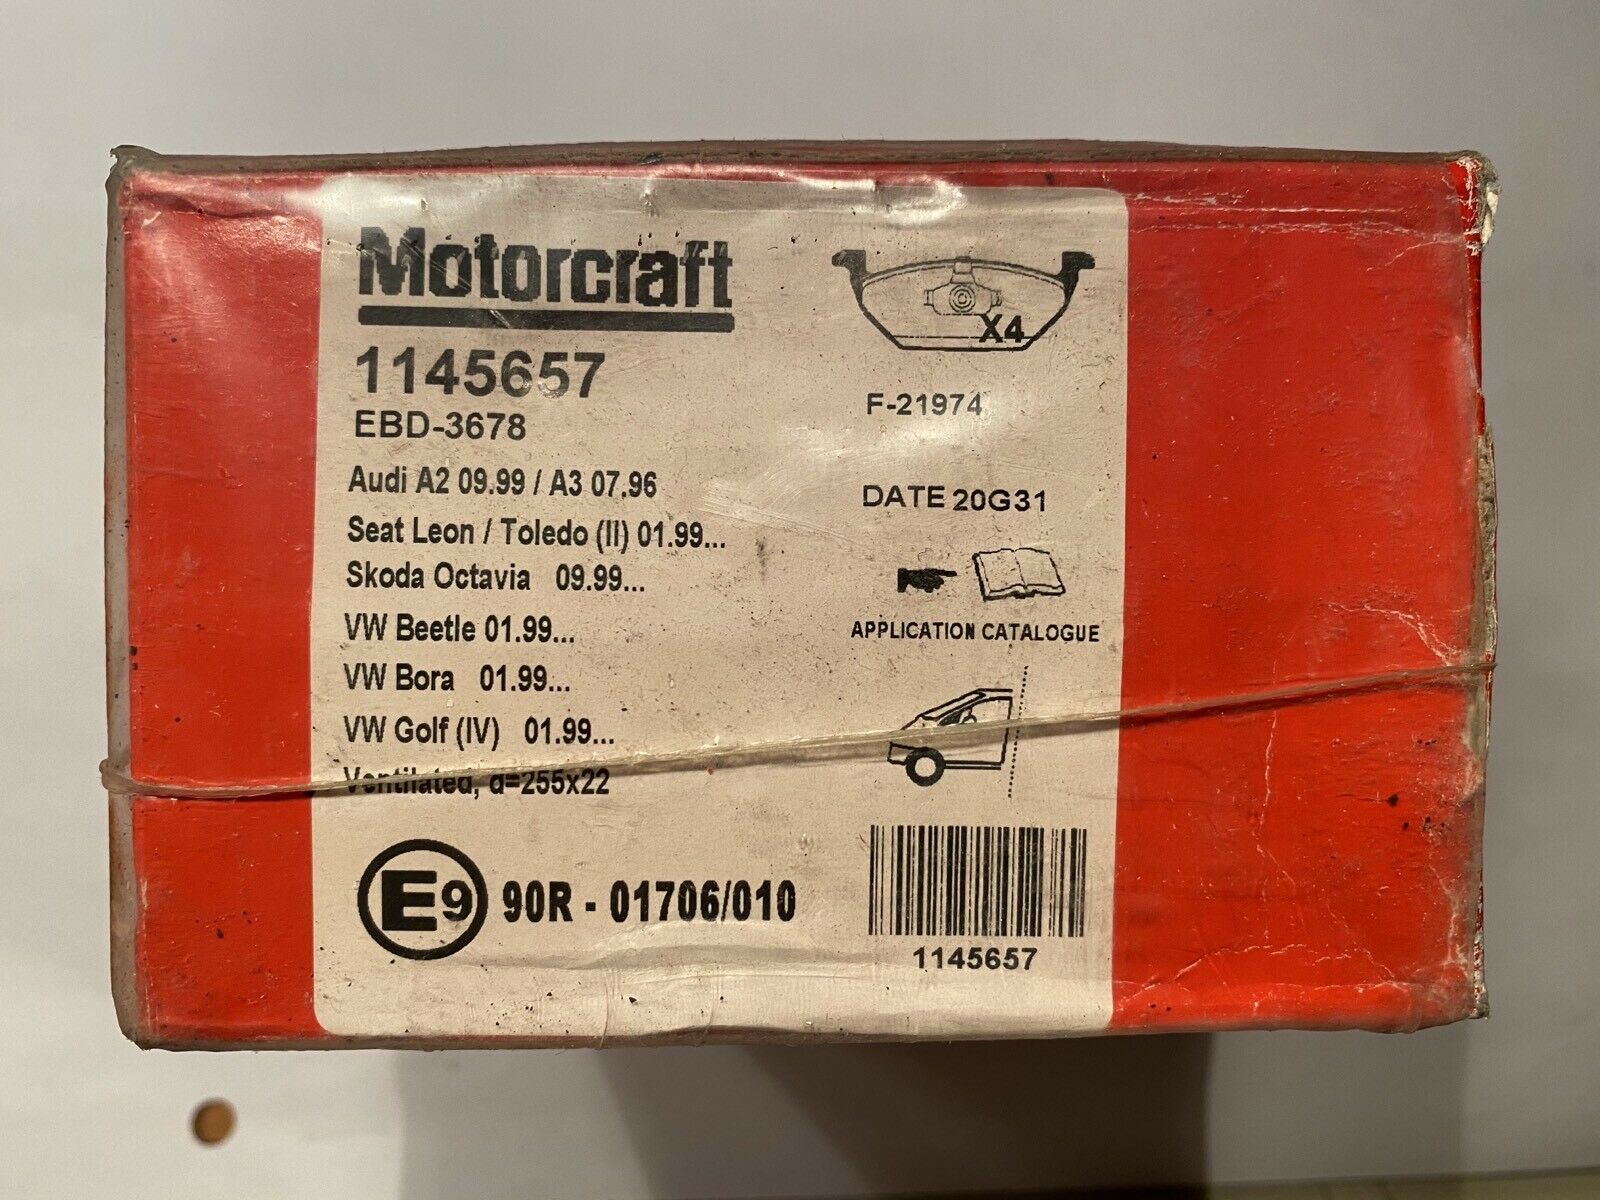 Motorcraft
1145657
EBD-3678
Audi A2 09.99 / A3 07.96
Seat Leon / Toledo (II) 01.99...
Skoda Octavia 09.99...
VW Beetle 01.99...
VW Bora 01.99...
VW Golf (IV) 01.99...
Ventilated, d=255x22
E9 90R - 01706/010
X4
F-21974
DATE 20G31
APPLICATION CATALOGUE
1145657